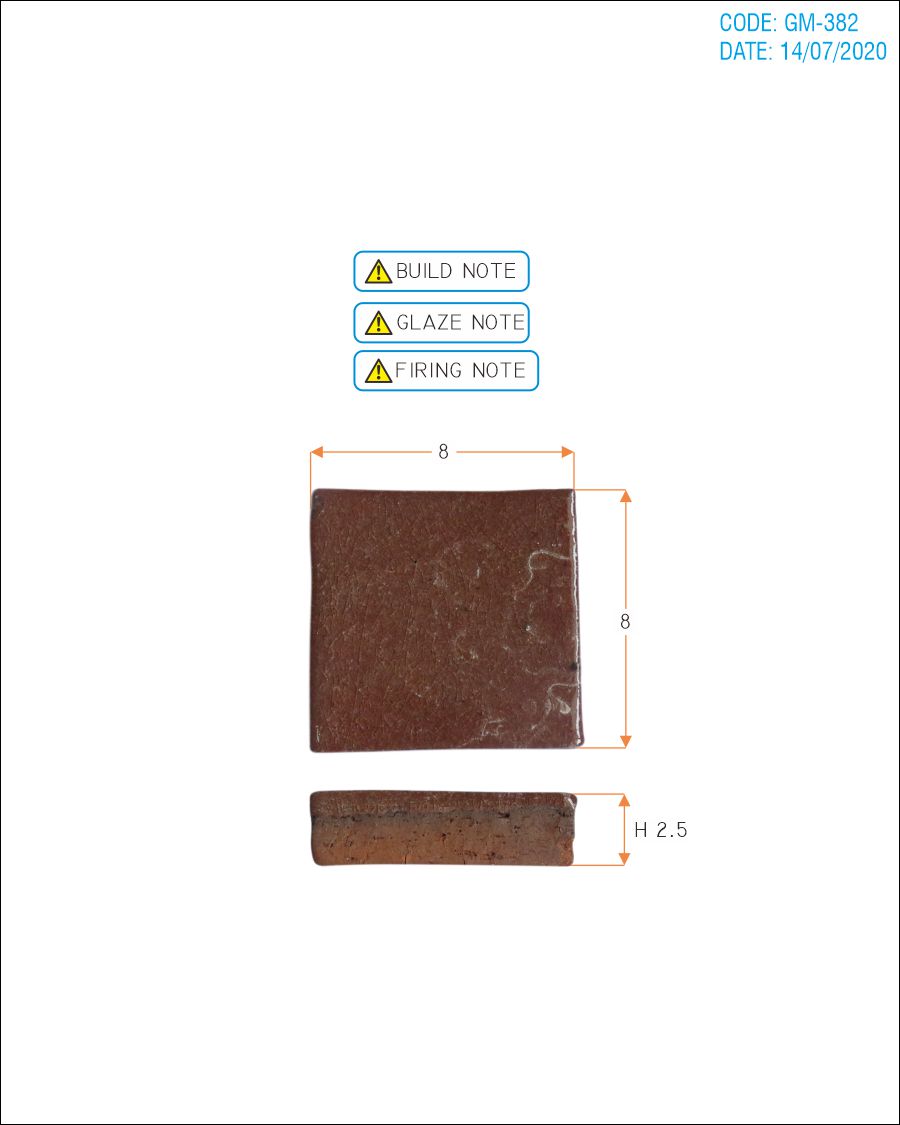 CODE: GM-382
DATE: 14/07/2020
BUILD NOTE
GLAZE NOTE
FIRING NOTE
8
8
H 2.5